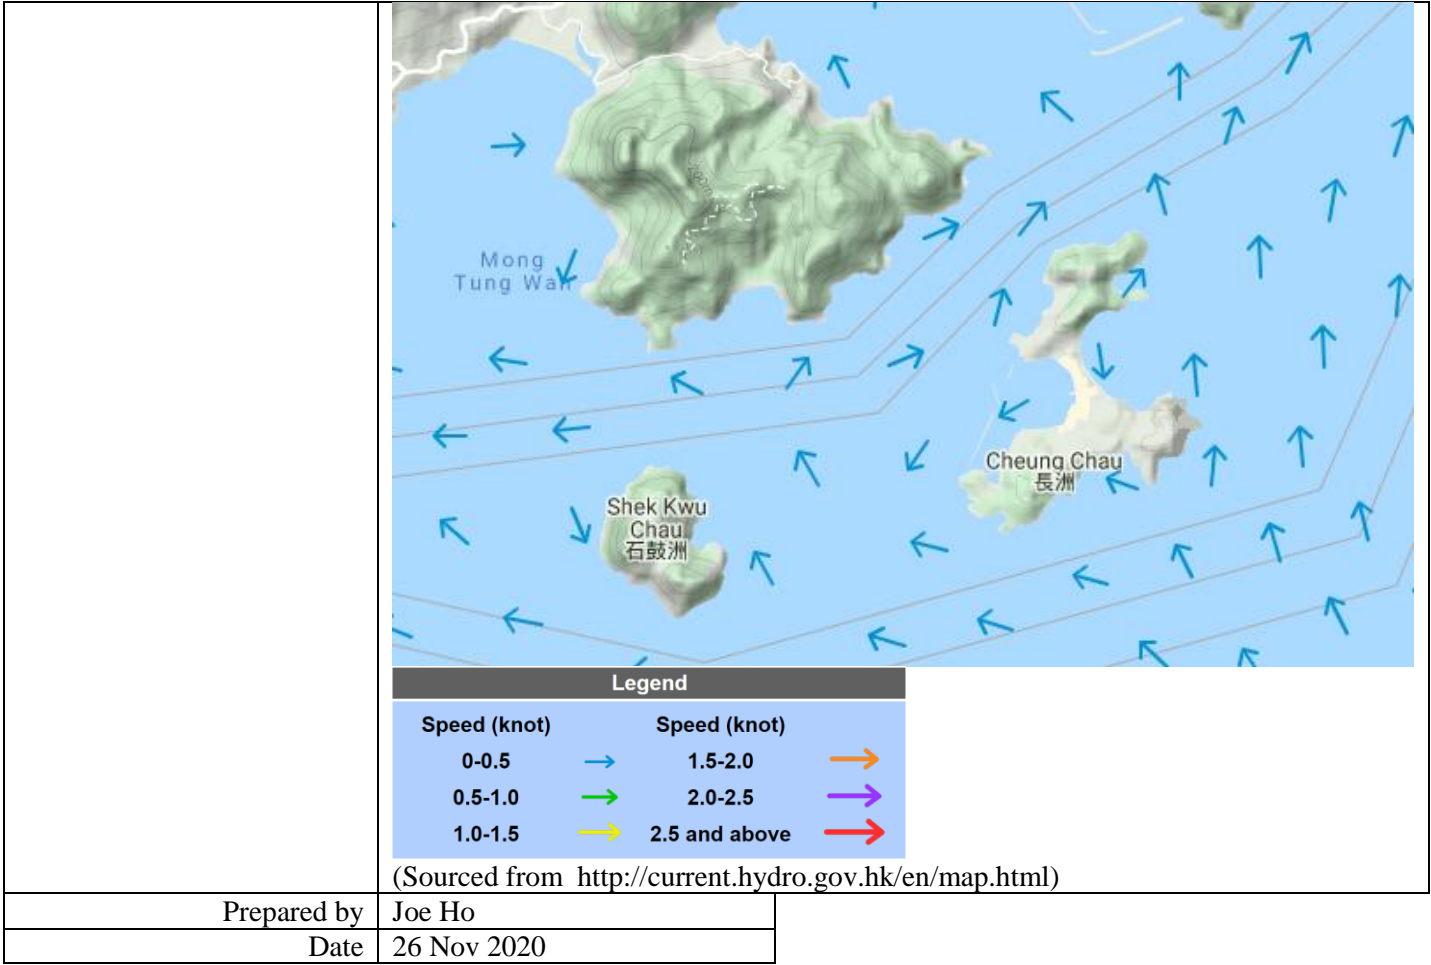 200m
Mong
Tung Wan
Cheung Chau
長洲
Shek Kwu
Chau
石鼓洲
Legend
Speed (knot) Speed (knot)
0-0.5 1.5-2.0
0.5-1.0 2.0-2.5
1.0-1.5 2.5 and above
(Sourced from http://current.hydro.gov.hk/en/map.html)
Prepared by Joe Ho
Date 26 Nov 2020